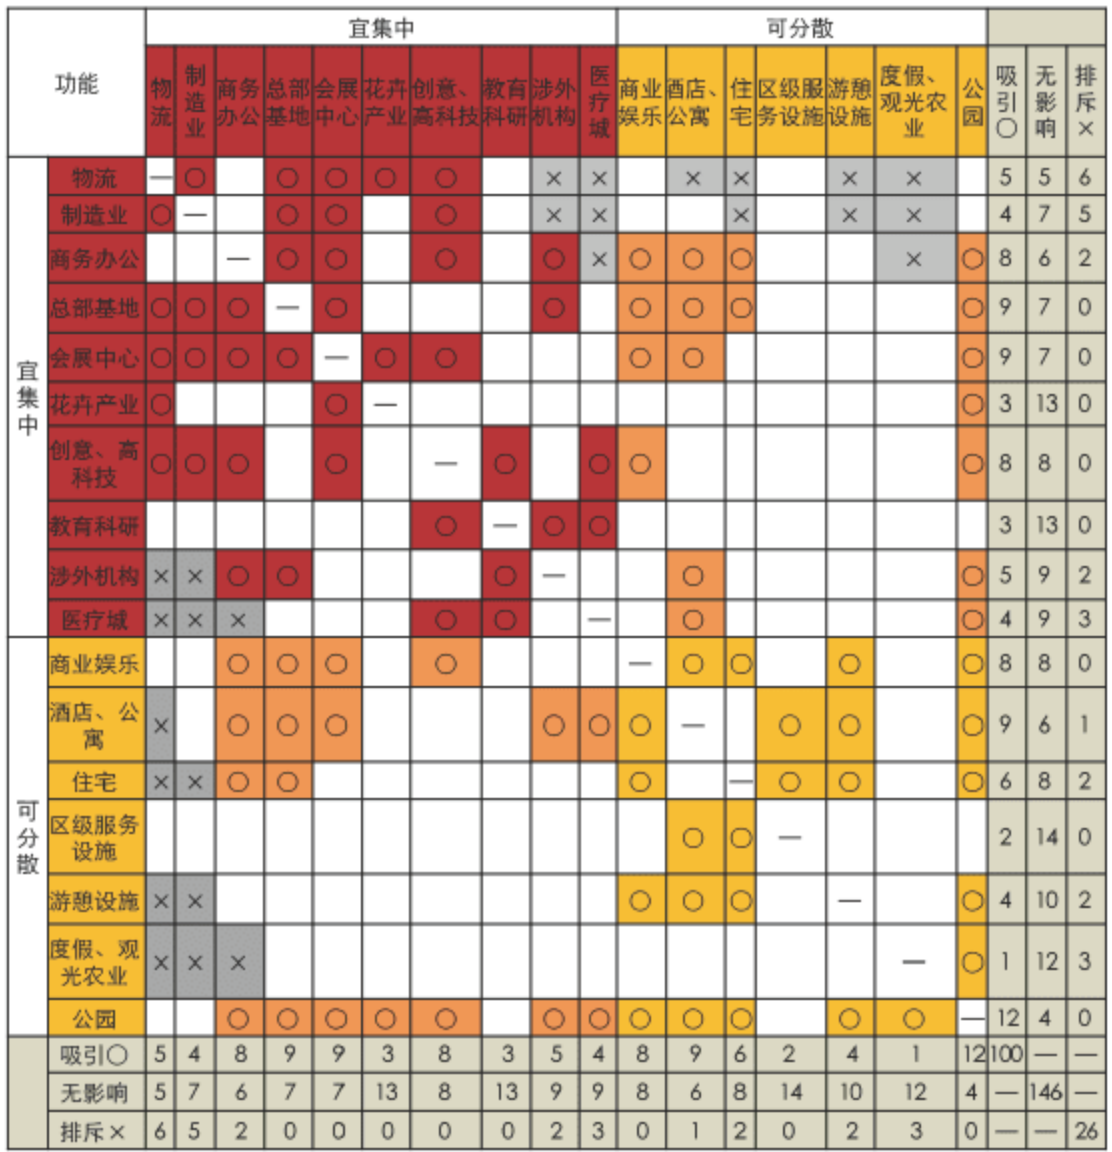 宜集中 可分散
功能 物流 制造业 商务办公 总部基地 会展中心 花卉产业 创意、高科技 教育科研 涉外机构 医疗城 商业娱乐 酒店、公寓 住宅 区级服务设施 游憩设施 度假、观光农业 公园 吸引○ 无影响 排斥×
宜集中
物流 — ○ ○ ○ ○ ○ × × × × × × 5 5 6
制造业 ○ — ○ ○ ○ × × × × × 4 7 5
商务办公 — ○ ○ ○ ○ × ○ ○ ○ × ○ 8 6 2
总部基地 ○ ○ ○ — ○ ○ ○ ○ ○ ○ 9 7 0
会展中心 ○ ○ ○ ○ — ○ ○ ○ ○ ○ 9 7 0
花卉产业 ○ ○ — ○ 3 13 0
创意、高科技 ○ ○ ○ ○ — ○ ○ ○ ○ 8 8 0
教育科研 ○ — ○ ○ 3 13 0
涉外机构 × × ○ ○ ○ — ○ ○ 5 9 2
医疗城 × × × ○ ○ — ○ ○ 4 9 3
可分散
商业娱乐 ○ ○ ○ ○ — ○ ○ ○ ○ 8 8 0
酒店、公寓 × ○ ○ ○ ○ ○ ○ — ○ ○ ○ 9 6 1
住宅 × × ○ ○ ○ — ○ ○ ○ 6 8 2
区级服务设施 ○ ○ — 2 14 0
游憩设施 × × ○ ○ ○ — ○ 4 10 2
度假、观光农业 × × × — ○ 1 12 3
公园 ○ ○ ○ ○ ○ ○ ○ ○ ○ ○ ○ ○ — 12 4 0
吸引○ 5 4 8 9 9 3 8 3 5 4 8 9 6 2 4 1 12 100 — —
无影响 5 7 6 7 7 13 8 13 9 9 8 6 8 14 10 12 4 — 146 —
排斥× 6 5 2 0 0 0 0 0 2 3 0 1 2 0 2 3 0 — — 26